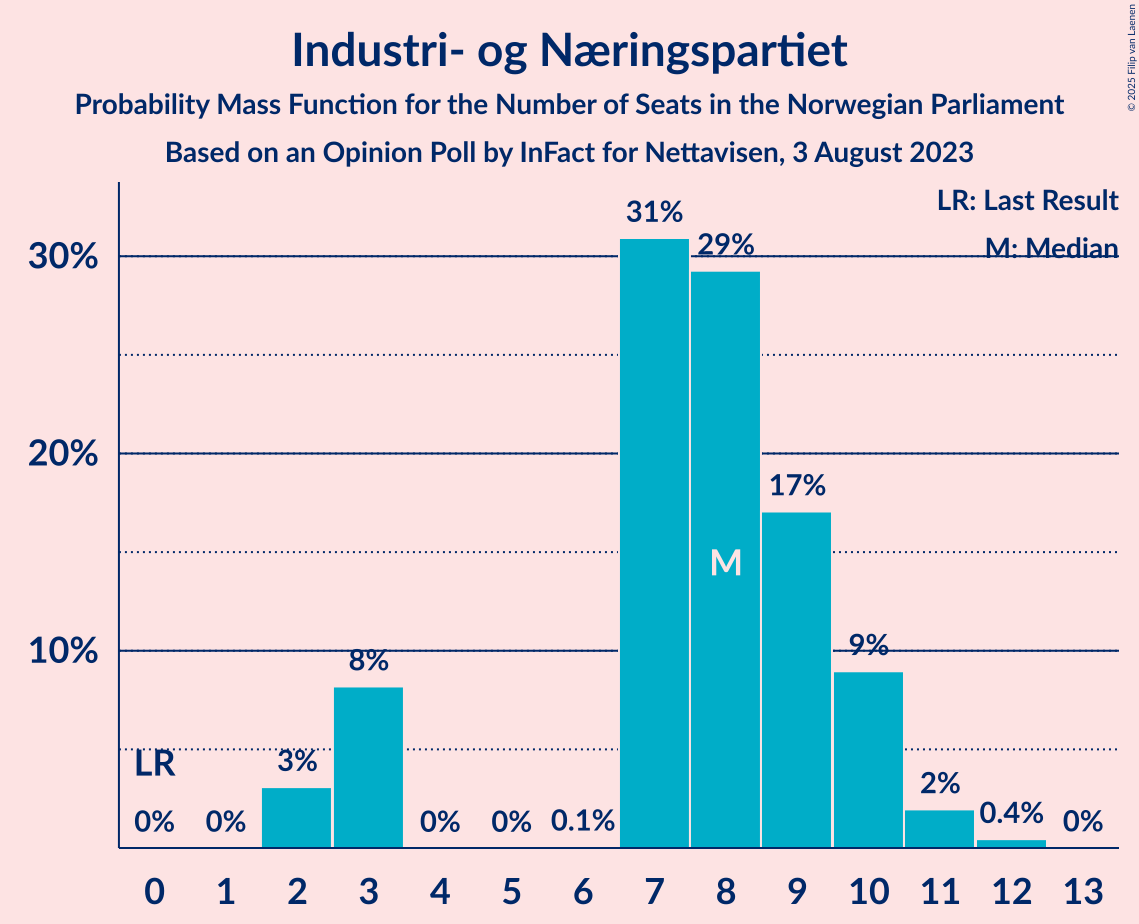 Industri- og Næringspartiet
Probability Mass Function for the Number of Seats in the Norwegian Parliament
Based on an Opinion Poll by InFact for Nettavisen, 3 August 2023
© 2025 Filip van Laenen
LR: Last Result
M: Median
30%
20%
10%
31%
29%
17%
M
9%
8%
LR
3%
2%
0%
0%
0%
0%
0.1%
0.4%
0%
0 1 2 3 4 5 6 7 8 9 10 11 12 13